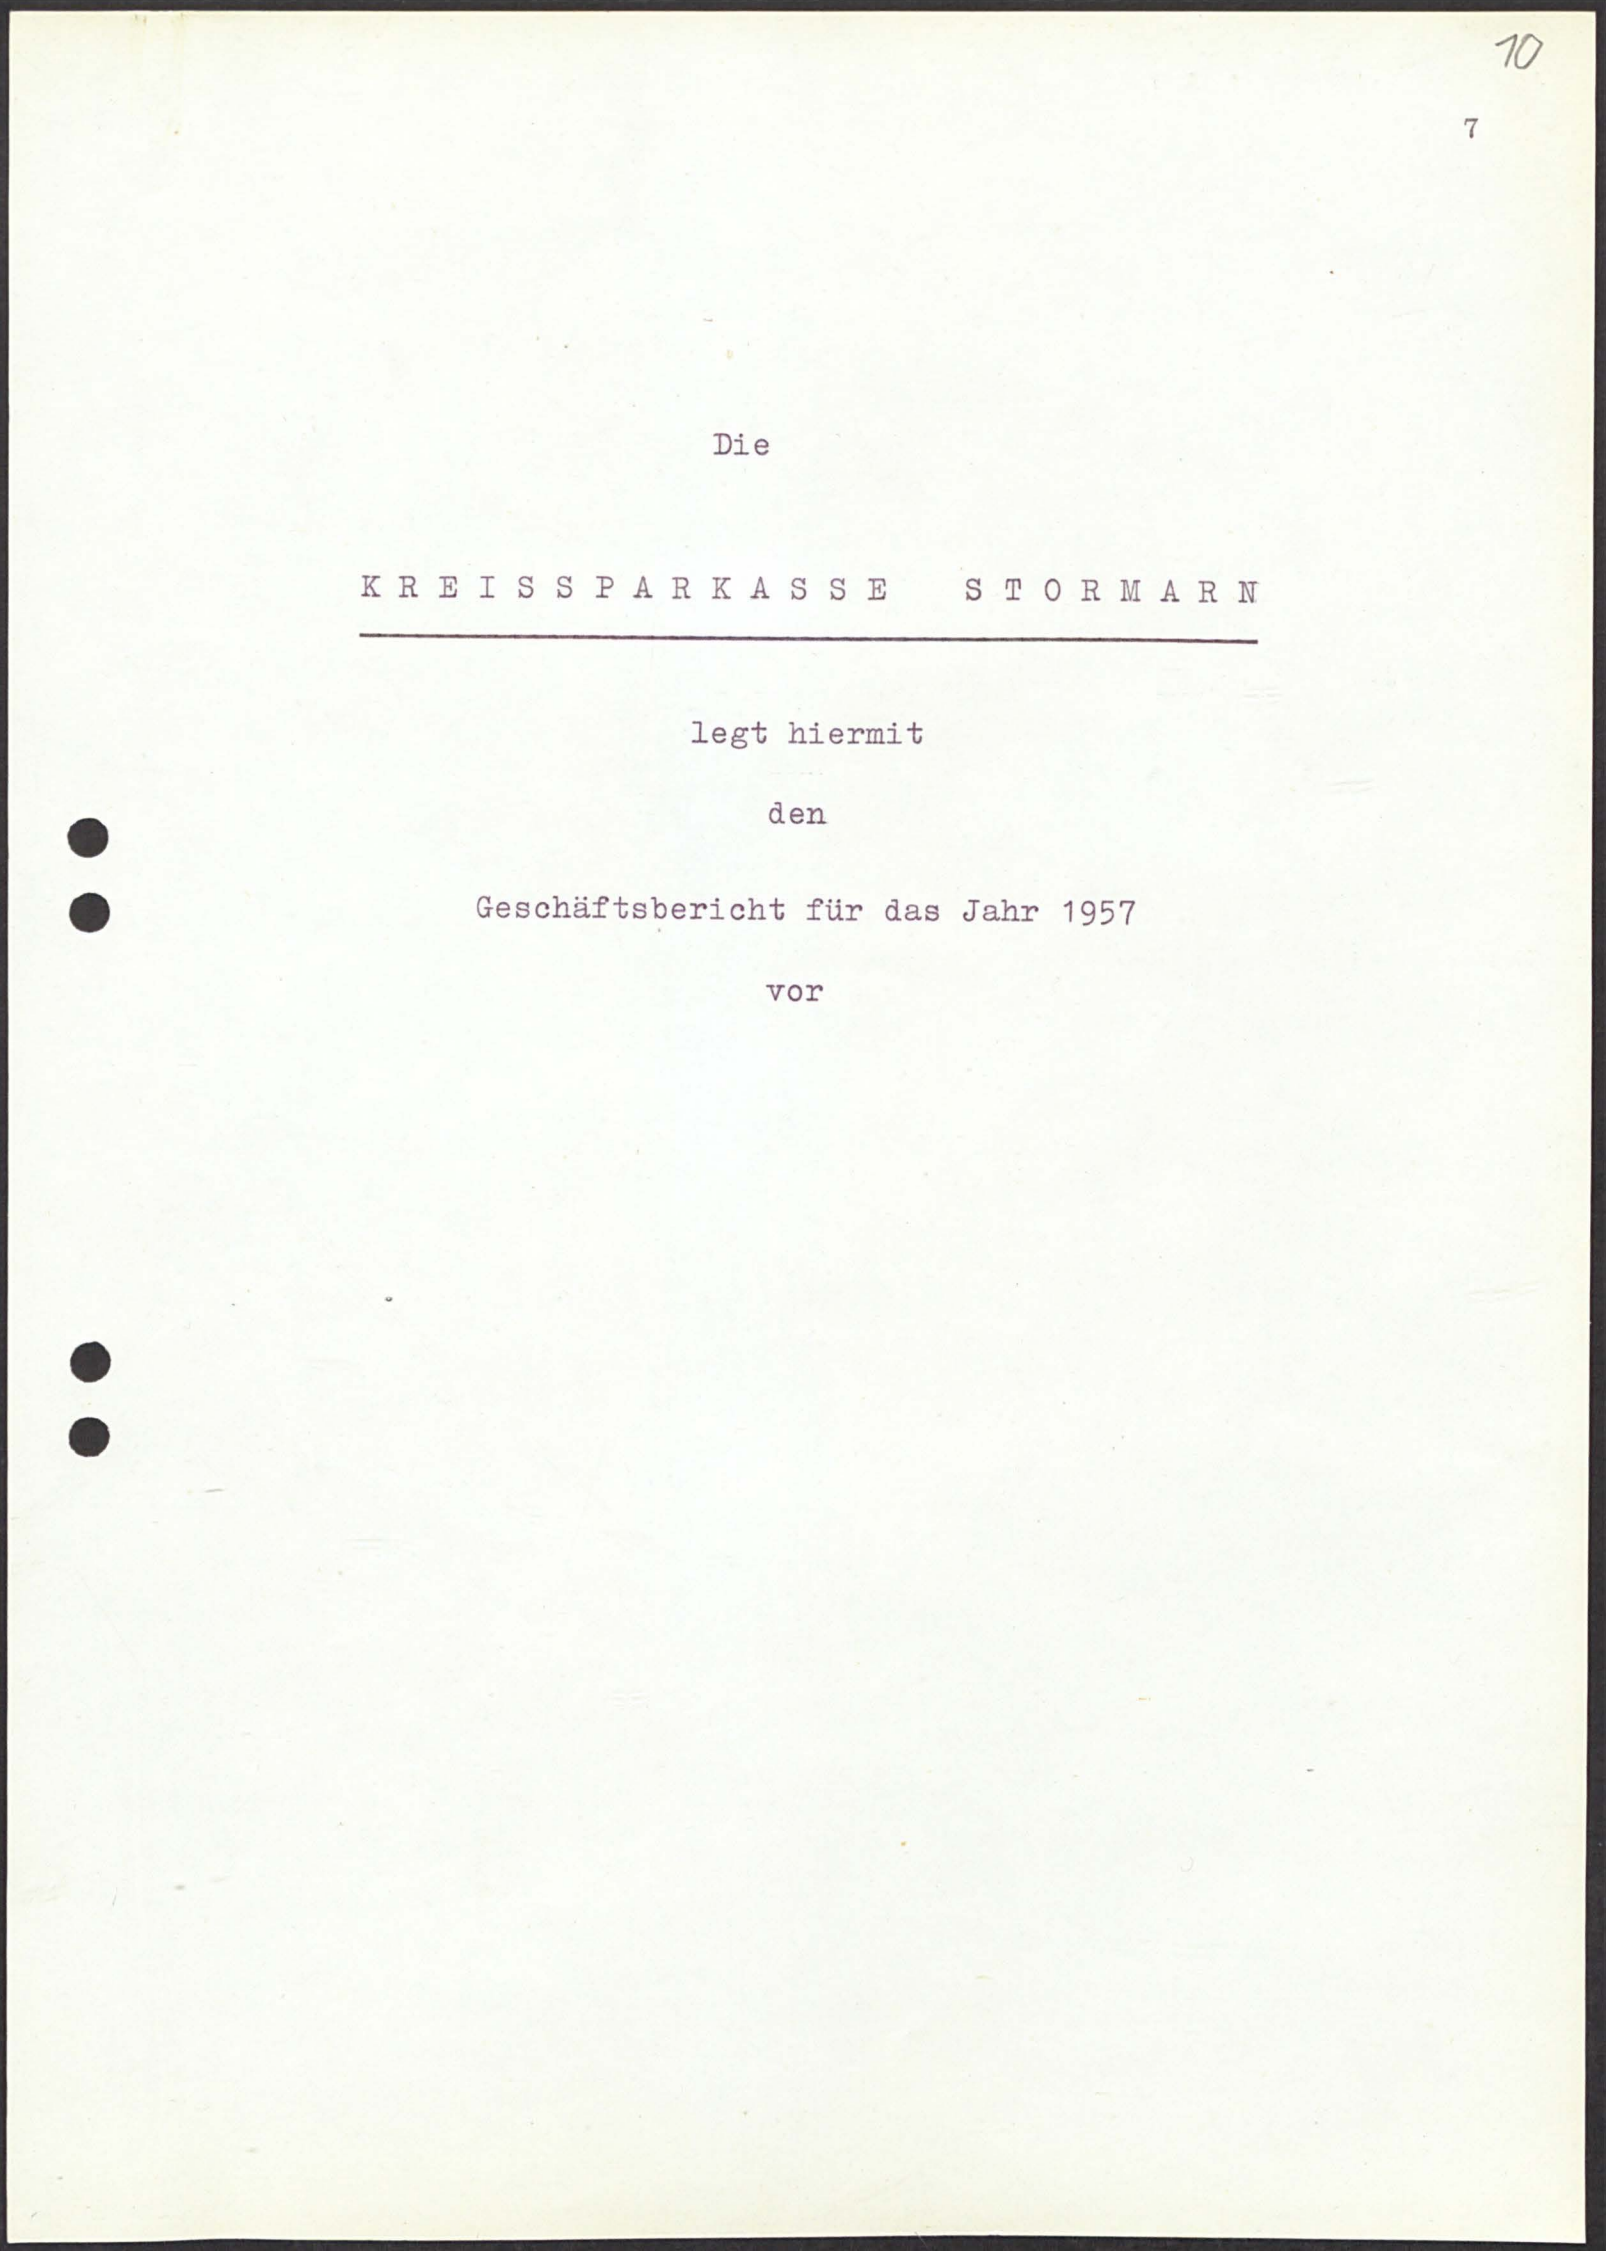 10
7
Die
K R E I S S P A R K A S S E   S T O R M A R N
legt hiermit
den
Geschäftsbericht für das Jahr 1957
vor